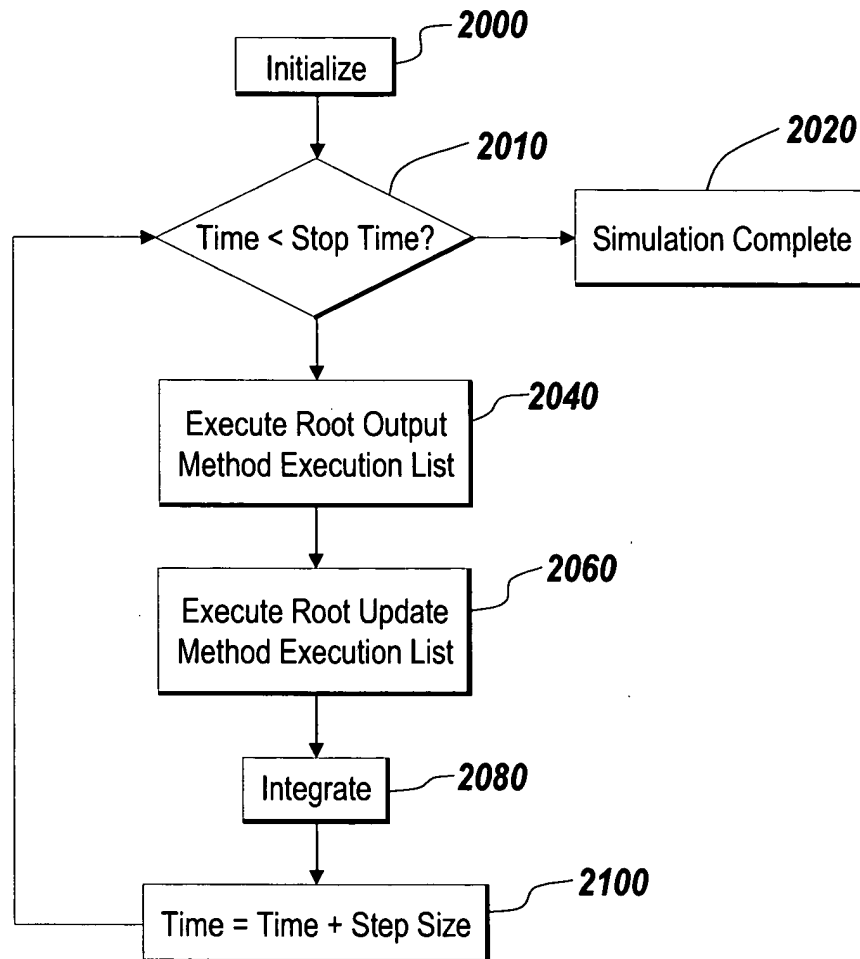 2000
Initialize
2010
2020
Time < Stop Time?
Simulation Complete
2040
Execute Root Output
Method Execution List
2060
Execute Root Update
Method Execution List
2080
Integrate
2100
Time = Time + Step Size